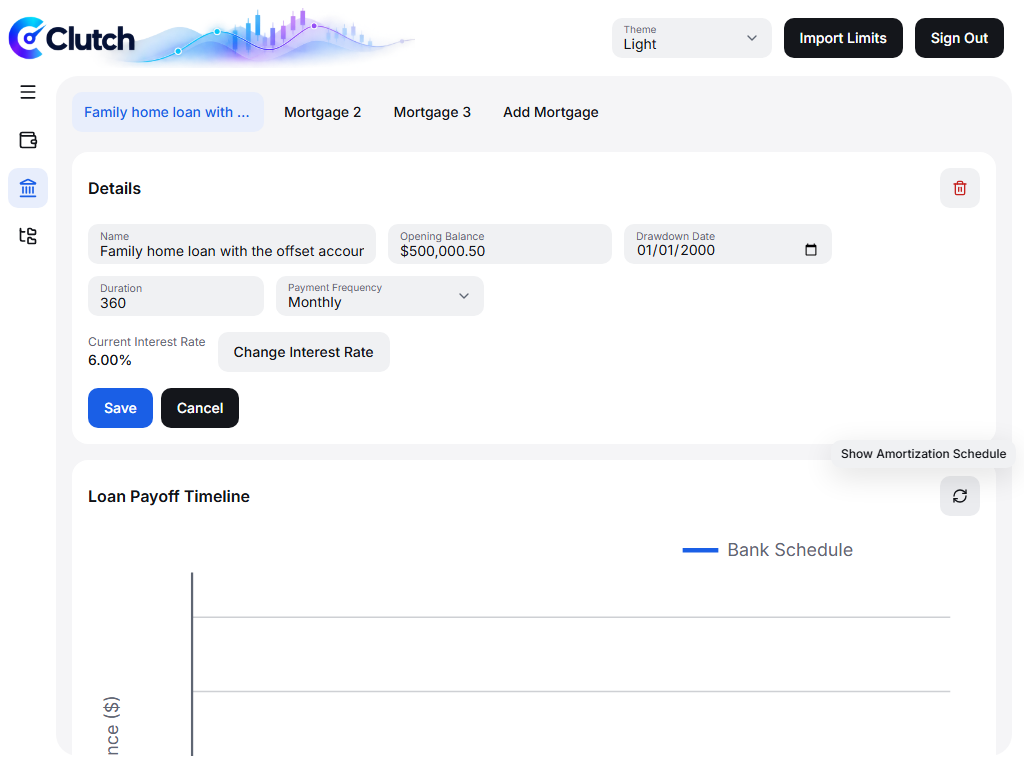 Clutch
Theme
Light
Import Limits
Sign Out
Family home loan with ...
Mortgage 2
Mortgage 3
Add Mortgage
Details
Name
Family home loan with the offset accour
Opening Balance
$500,000.50
Drawdown Date
01/01/2000
Duration
360
Payment Frequency
Monthly
Current Interest Rate
6.00%
Change Interest Rate
Save
Cancel
Show Amortization Schedule
Loan Payoff Timeline
Bank Schedule
nce ($)